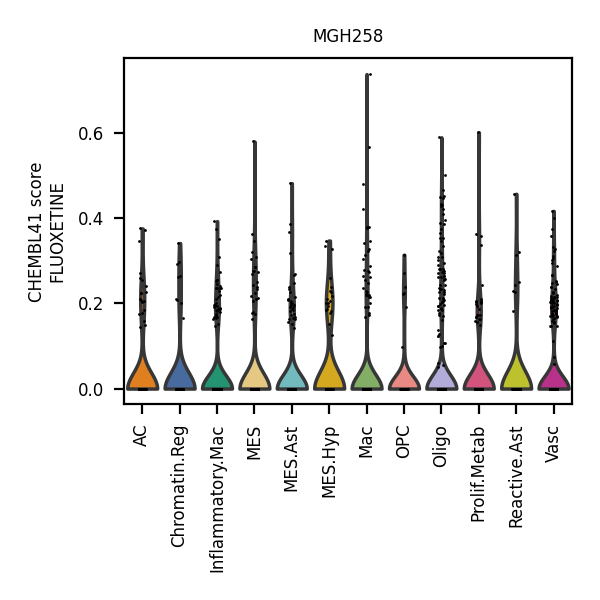 MGH258
CHEMBL41 score
FLUOXETINE
0.6
0.4
0.2
0.0
AC
Chromatin.Reg
Inflammatory.Mac
MES
MES.Ast
MES.Hyp
Mac
OPC
Oligo
Prolif.Metab
Reactive.Ast
Vasc